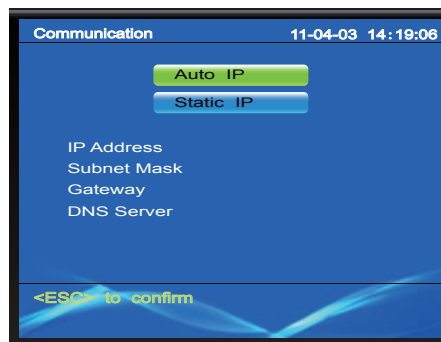 Communication 11-04-03 14:19:06
Auto IP
Static IP
IP Address
Subnet Mask
Gateway
DNS Server
<ESC> to confirm